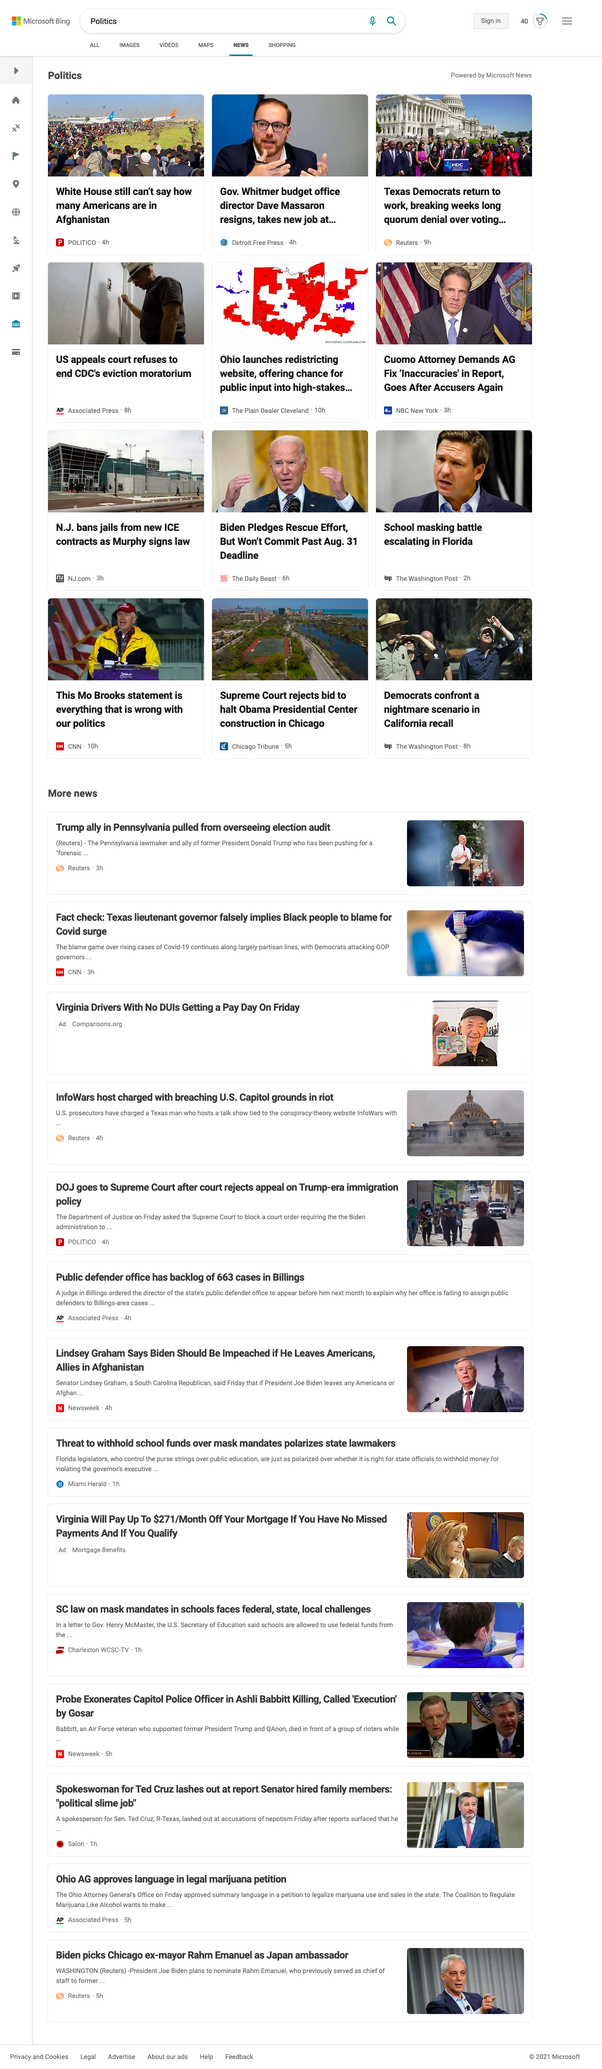 Microsoft Bing
Politics
Sign in
40
ALL
IMAGES
VIDEOS
MAPS
NEWS
SHOPPING
Politics
Powered by Microsoft News
White House still can't say how
many Americans are in
Afghanistan
POLITICO · 4h
Gov. Whitmer budget office
director Dave Massaron
resigns, takes new job at...
Detroit Free Press · 4h
Texas Democrats return to
work, breaking weeks long
quorum denial over voting...
Reuters · 9h
US appeals court refuses to
end CDC's eviction moratorium
Associated Press · 8h
Ohio launches redistricting
website, offering chance for
public input into high-stakes...
The Plain Dealer Cleveland · 10h
Cuomo Attorney Demands AG
Fix 'Inaccuracies' in Report,
Goes After Accusers Again
NBC New York · 3h
N.J. bans jails from new ICE
contracts as Murphy signs law
NJ.com · 3h
Biden Pledges Rescue Effort,
But Won't Commit Past Aug. 31
Deadline
The Daily Beast · 6h
School masking battle
escalating in Florida
The Washington Post · 2h
This Mo Brooks statement is
everything that is wrong with
our politics
CNN · 10h
Supreme Court rejects bid to
halt Obama Presidential Center
construction in Chicago
Chicago Tribune · 5h
Democrats confront a
nightmare scenario in
California recall
The Washington Post · 8h
More news
Trump ally in Pennsylvania pulled from overseeing election audit
(Reuters) - The Pennsylvania lawmaker and ally of former President Donald Trump who has been pushing for a
"forensic ...
Reuters · 3h
Fact check: Texas lieutenant governor falsely implies Black people to blame for
Covid surge
The blame game over rising cases of Covid-19 continues along largely partisan lines, with Democrats attacking GOP
governors ...
CNN · 3h
Virginia Drivers With No DUIs Getting a Pay Day On Friday
Ad Comparisons.org
InfoWars host charged with breaching U.S. Capitol grounds in riot
U.S. prosecutors have charged a Texas man who hosts a talk show tied to the conspiracy-theory website InfoWars with
...
Reuters · 4h
DOJ goes to Supreme Court after court rejects appeal on Trump-era immigration
policy
The Department of Justice on Friday asked the Supreme Court to block a court order requiring the the Biden
administration to ...
POLITICO · 4h
Public defender office has backlog of 663 cases in Billings
A judge in Billings ordered the director of the state's public defender office to appear before him next month to explain why her office is failing to assign public
defenders to Billings-area cases ...
AP Associated Press · 4h
Lindsey Graham Says Biden Should Be Impeached if He Leaves Americans,
Allies in Afghanistan
Senator Lindsey Graham, a South Carolina Republican, said Friday that if President Joe Biden leaves any Americans or
Afghan ...
Newsweek · 4h
Threat to withhold school funds over mask mandates polarizes state lawmakers
Florida legislators, who control the purse strings over public education, are just as polarized over whether it is right for state officials to withhold money for
violating the governor's executive ...
Miami Herald · 1h
Virginia Will Pay Up To $271/Month Off Your Mortgage If You Have No Missed
Payments And If You Qualify
Ad Mortgage Benefits
SC law on mask mandates in schools faces federal, state, local challenges
In a letter to Gov. Henry McMaster, the U.S. Secretary of Education said schools are allowed to use federal funds from
the ...
Charleston WCSC-TV · 1h
Probe Exonerates Capitol Police Officer in Ashli Babbitt Killing, Called 'Execution'
by Gosar
Babbitt, an Air Force veteran who supported former President Trump and QAnon, died in front of a group of rioters while
...
Newsweek · 5h
Spokeswoman for Ted Cruz lashes out at report Senator hired family members:
"political slime job"
A spokesperson for Sen. Ted Cruz, R-Texas, lashed out at accusations of nepotism Friday after reports surfaced that he
...
Salon · 1h
Ohio AG approves language in legal marijuana petition
The Ohio Attorney General's Office on Friday approved summary language in a petition to legalize marijuana use and sales in the state. The Coalition to Regulate
Marijuana Like Alcohol wants to make ...
AP Associated Press · 5h
Biden picks Chicago ex-mayor Rahm Emanuel as Japan ambassador
WASHINGTON (Reuters) -President Joe Biden plans to nominate Rahm Emanuel, who previously served as chief of
staff to former ...
Reuters · 5h
Privacy and Cookies
Legal
Advertise
About our ads
Help
Feedback
© 2021 Microsoft